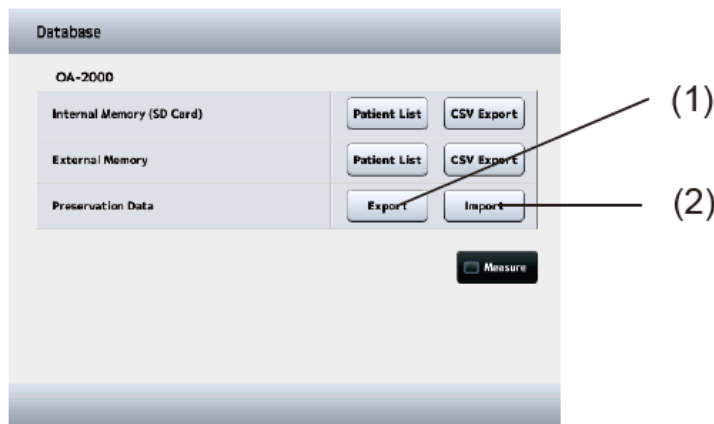 Database
OA-2000
Internal Memory (SD Card) Patient List CSV Export (1)
External Memory Patient List CSV Export
Preservation Data Export Import (2)
Measure